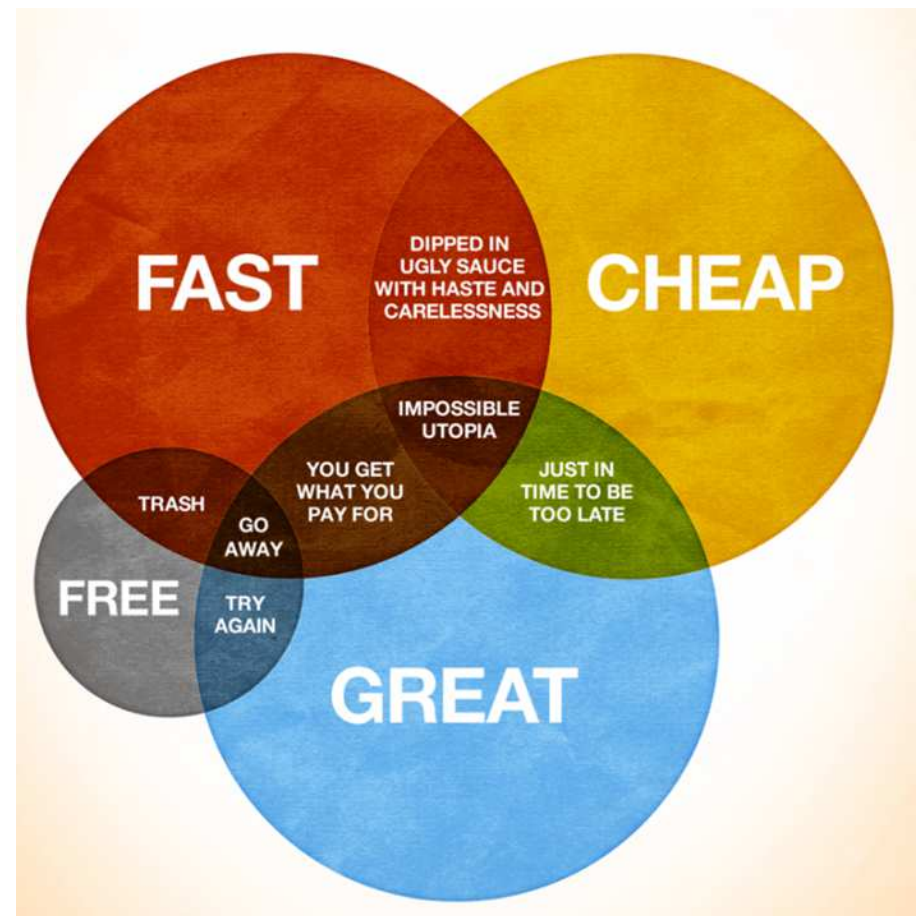 FAST
DIPPED IN
UGLY SAUCE
WITH HASTE AND
CARELESSNESS
CHEAP
IMPOSSIBLE
UTOPIA
TRASH
GO
AWAY
YOU GET
WHAT YOU
PAY FOR
JUST IN
TIME TO BE
TOO LATE
FREE
TRY
AGAIN
GREAT